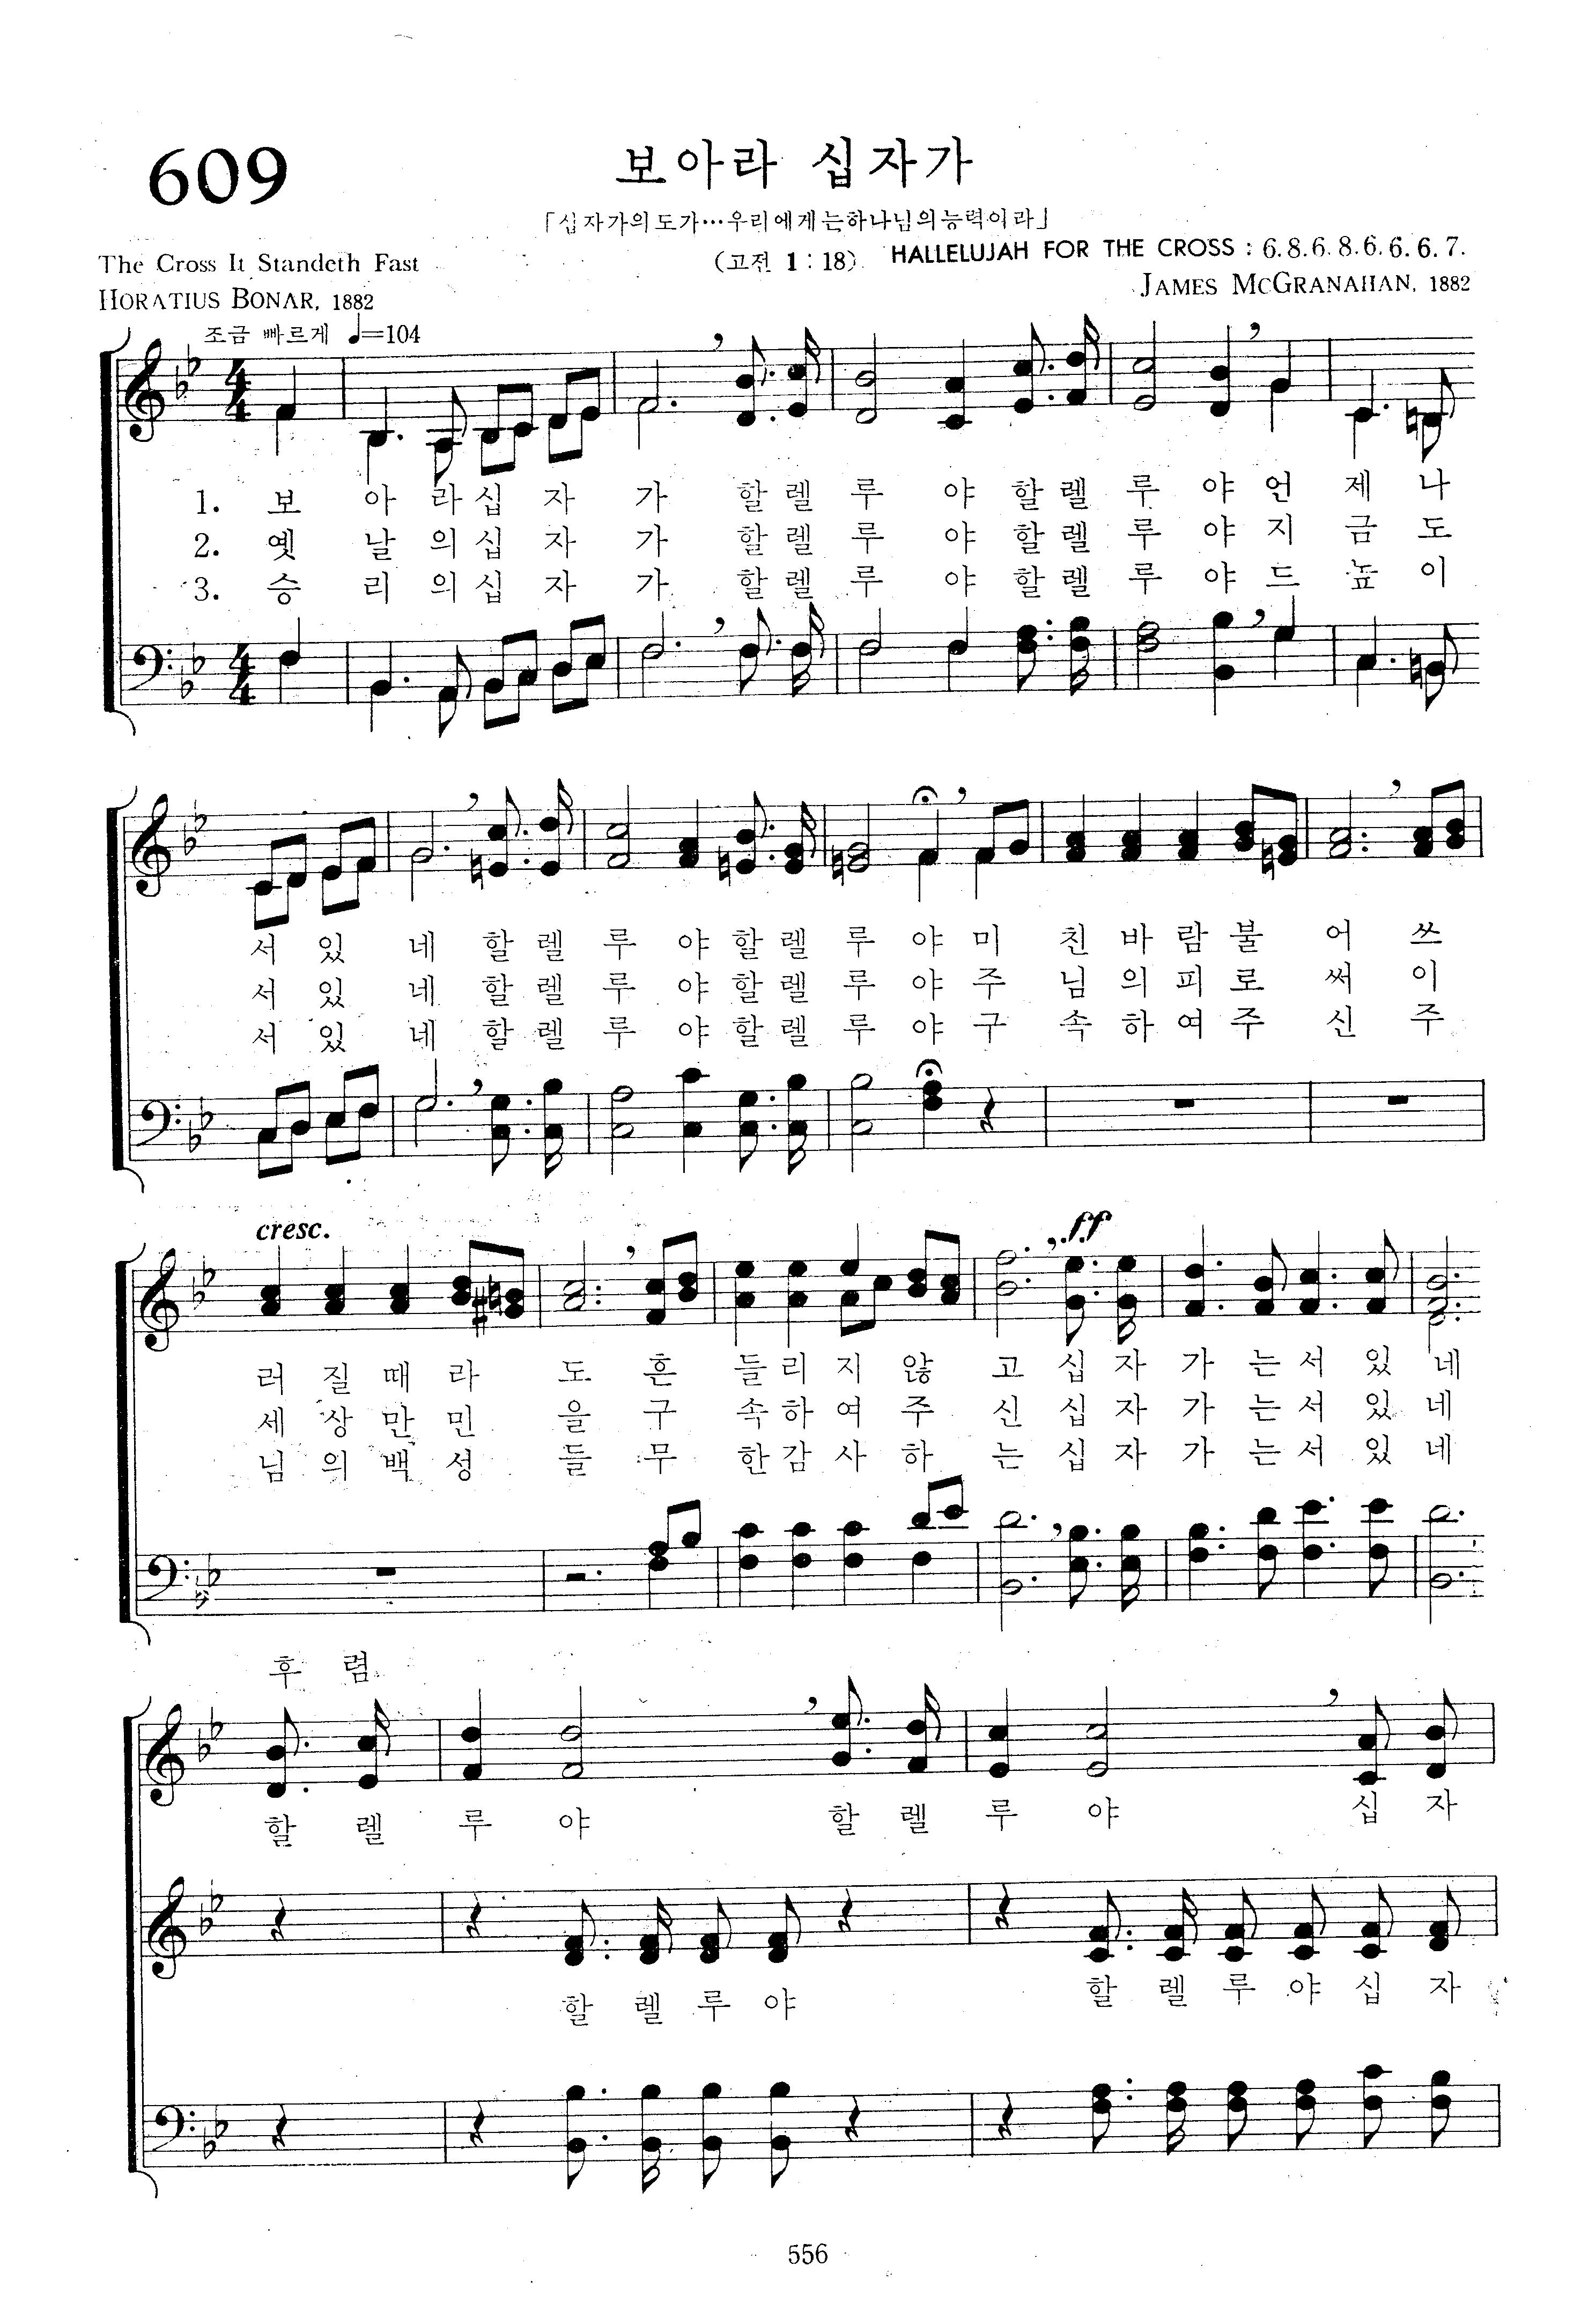 609
보아라 십자가
「십자가의도가…우리에게는하나님의능력이라」
(고전 1:18)
The Cross It Standeth Fast
HORATIUS BONAR, 1882
HALLELUJAH FOR THE CROSS : 6.8.6.8.6.6.6.7.
JAMES MCGRANAHAN, 1882
조금 빠르게 ♩=104
4 4
1. 보 아 라 십 자 가 할 렐 루 야 할 렐 루 야 언 제 나
2. 옛 날 의 십 자 가 할 렐 루 야 할 렐 루 야 지 금 도
3. 승 리 의 십 자 가 할 렐 루 야 할 렐 루 야 드 높 이
4 4
서 있 네 할 렐 루 야 할 렐 루 야 미 친 바 람 불 어 쓰
서 있 네 할 렐 루 야 할 렐 루 야 주 님 의 피 로 써 이
서 있 네 할 렐 루 야 할 렐 루 야 구 속 하 여 주 신 주
cresc. ff
러 질 때 라 도 흔 들 리 지 않 고 십 자 가 는 서 있 네
세 상 만 민 을 구 속 하 여 주 신 십 자 가 는 서 있 네
님 의 백 성 들 무 한 감 사 하 는 십 자 가 는 서 있 네
후 렴
할 렐 루 야 할 렐 루 야 십 자
할 렐 루 야 할 렐 루 야 십 자
556